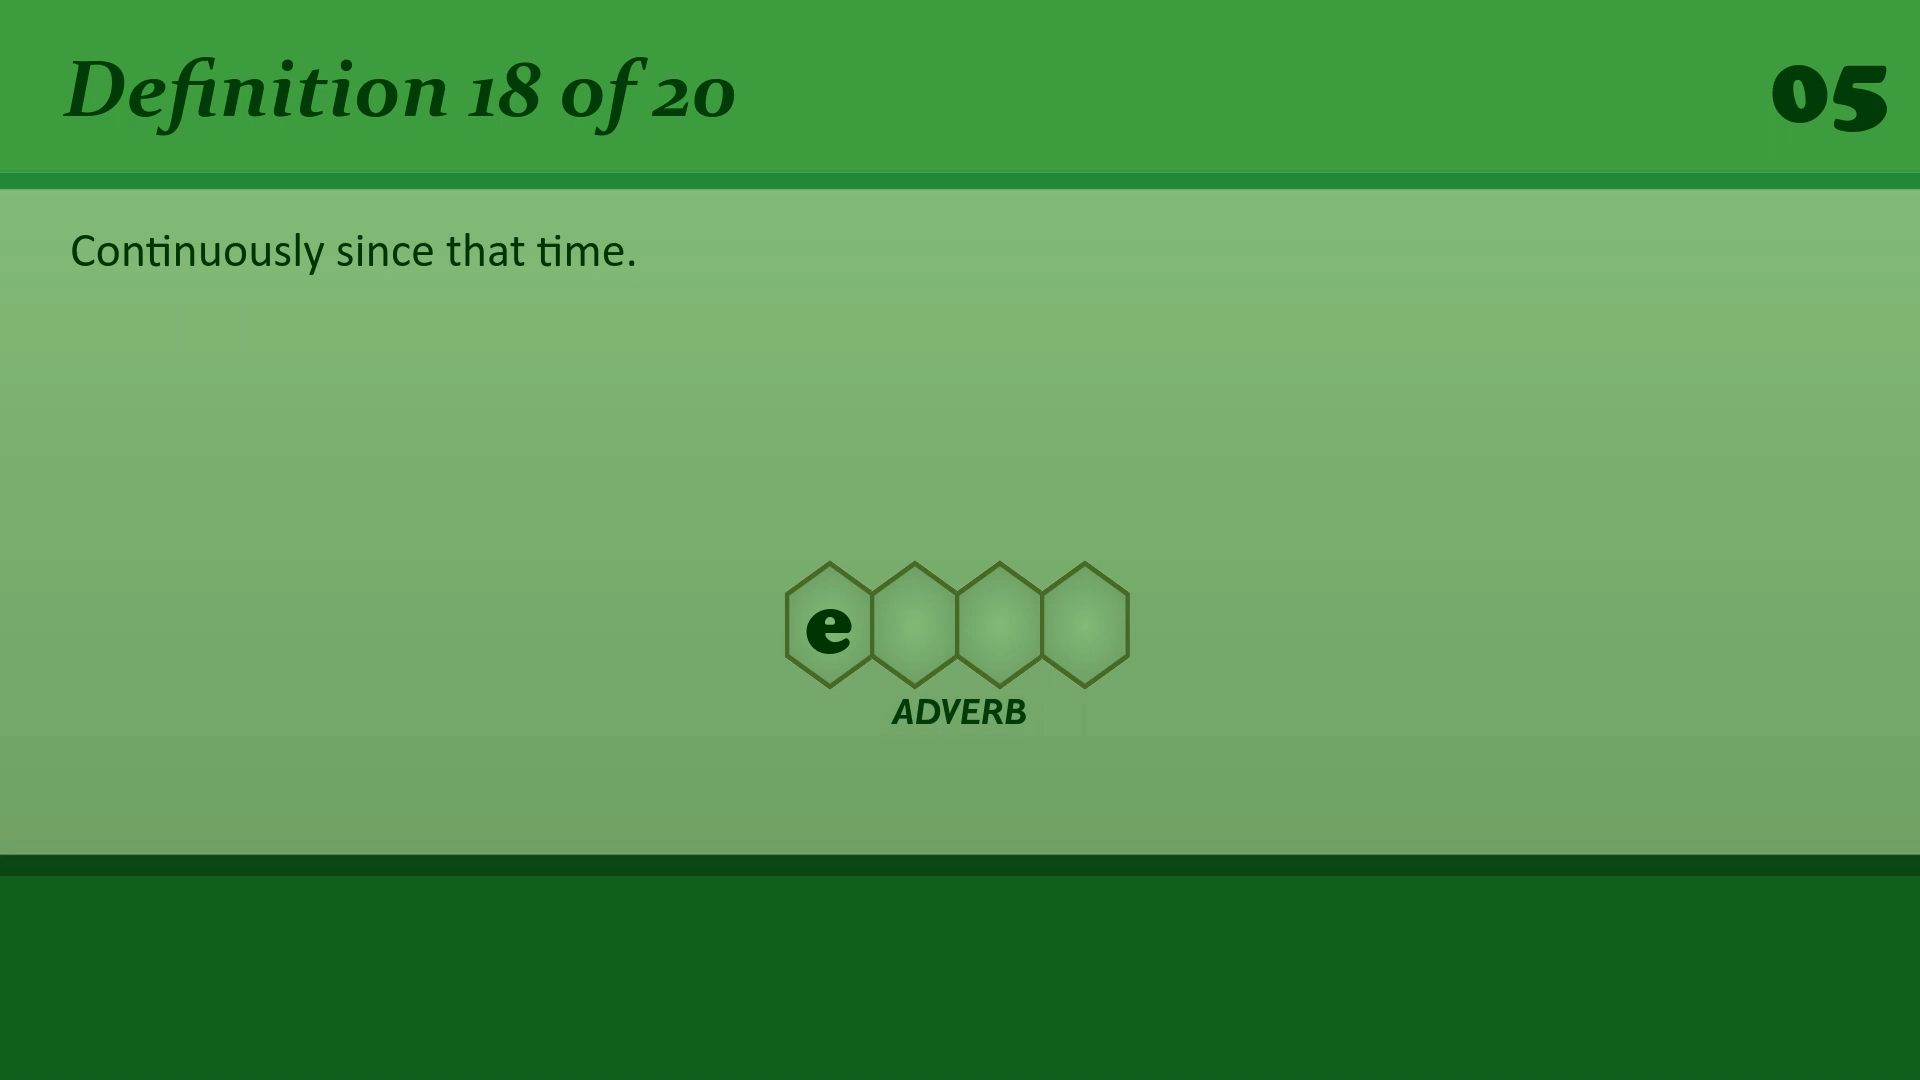 Definition 18 of 20
05
Continuously since that time.
e
ADVERB